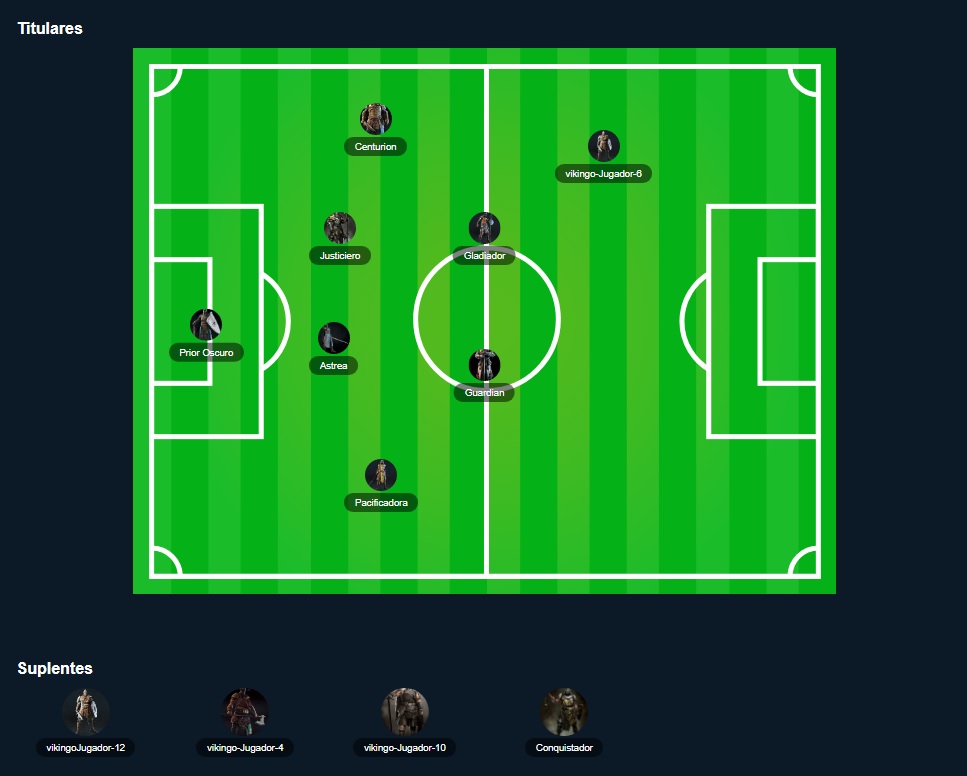 Titulares
Centurion
vikingo-Jugador-6
Justiciero
Gladiador
Prior Oscuro
Astrea
Guardian
Pacificadora
Suplentes
vikingoJugador-12
vikingo-Jugador-4
vikingo-Jugador-10
Conquistador